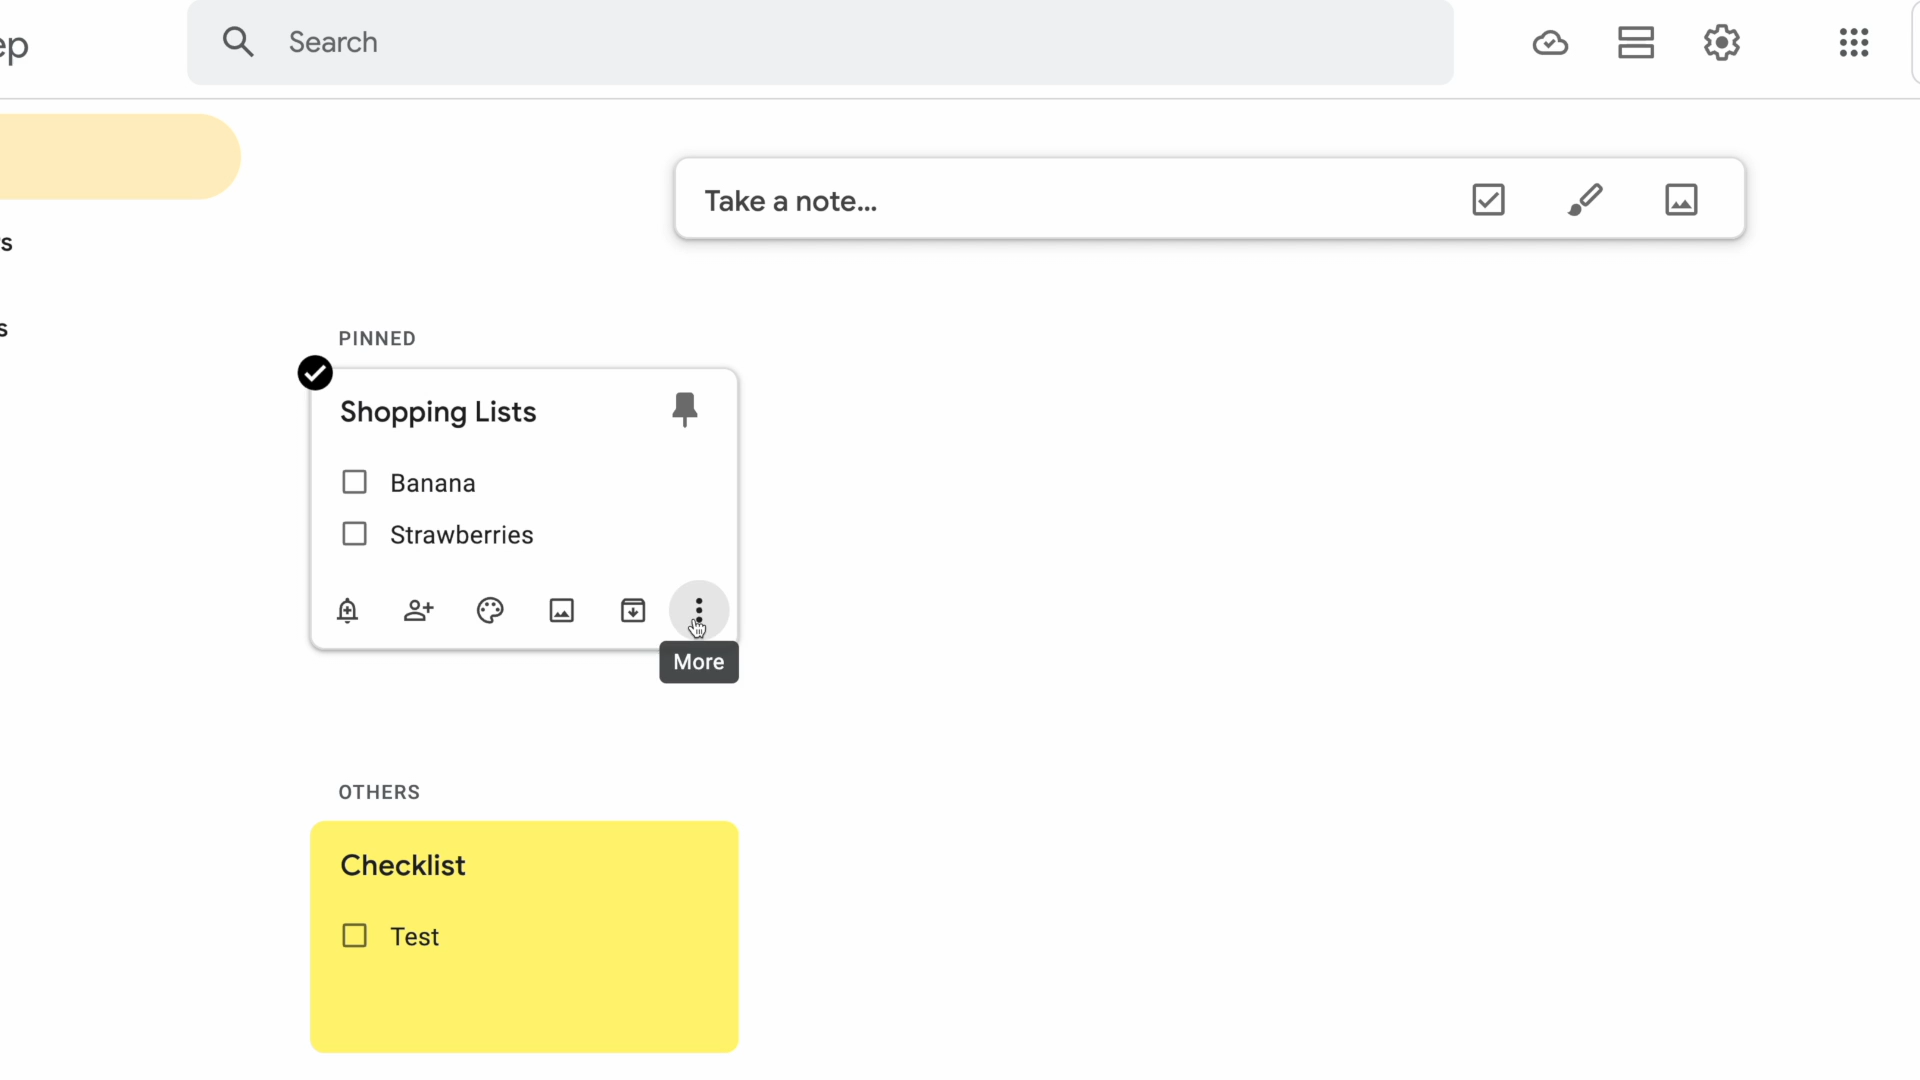 ep
Search
Take a note...
s
s
PINNED
Shopping Lists
Banana
Strawberries
More
OTHERS
Checklist
Test